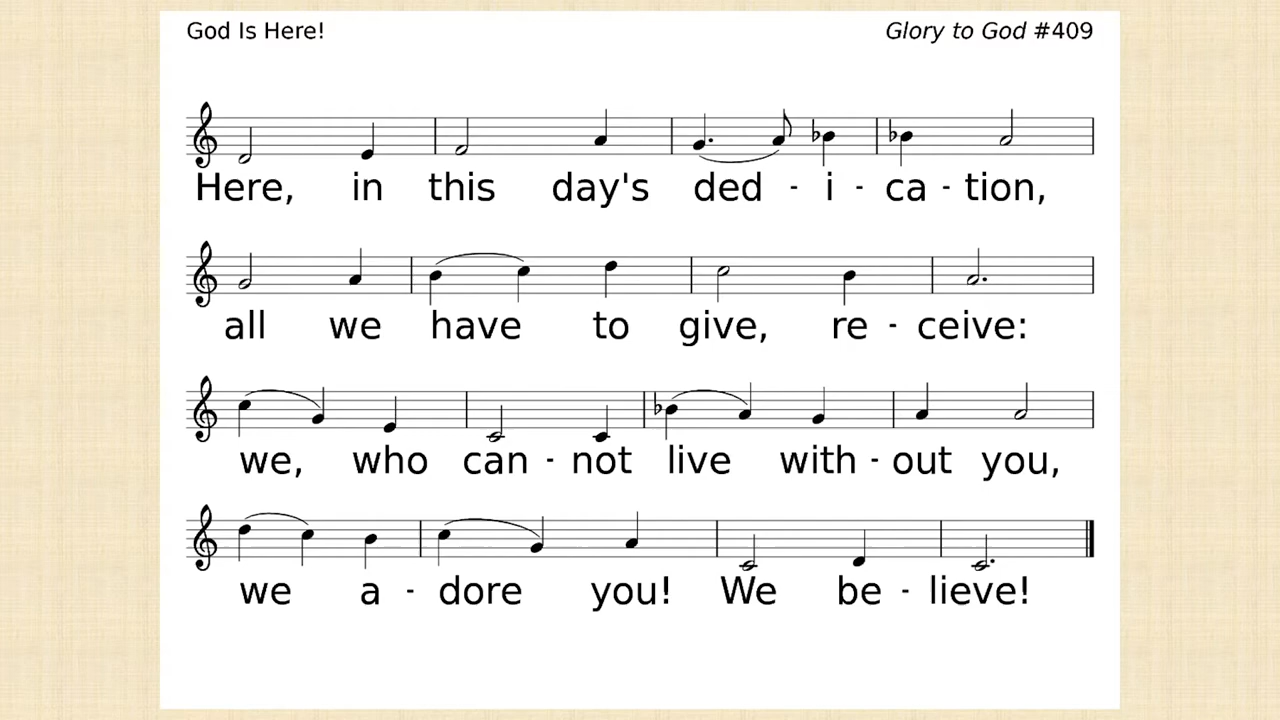 God Is Here!
Glory to God #409
Here, in this day's ded - i - ca - tion,
all we have to give, re - ceive:
we, who can - not live with - out you,
we a - dore you! We be - lieve!